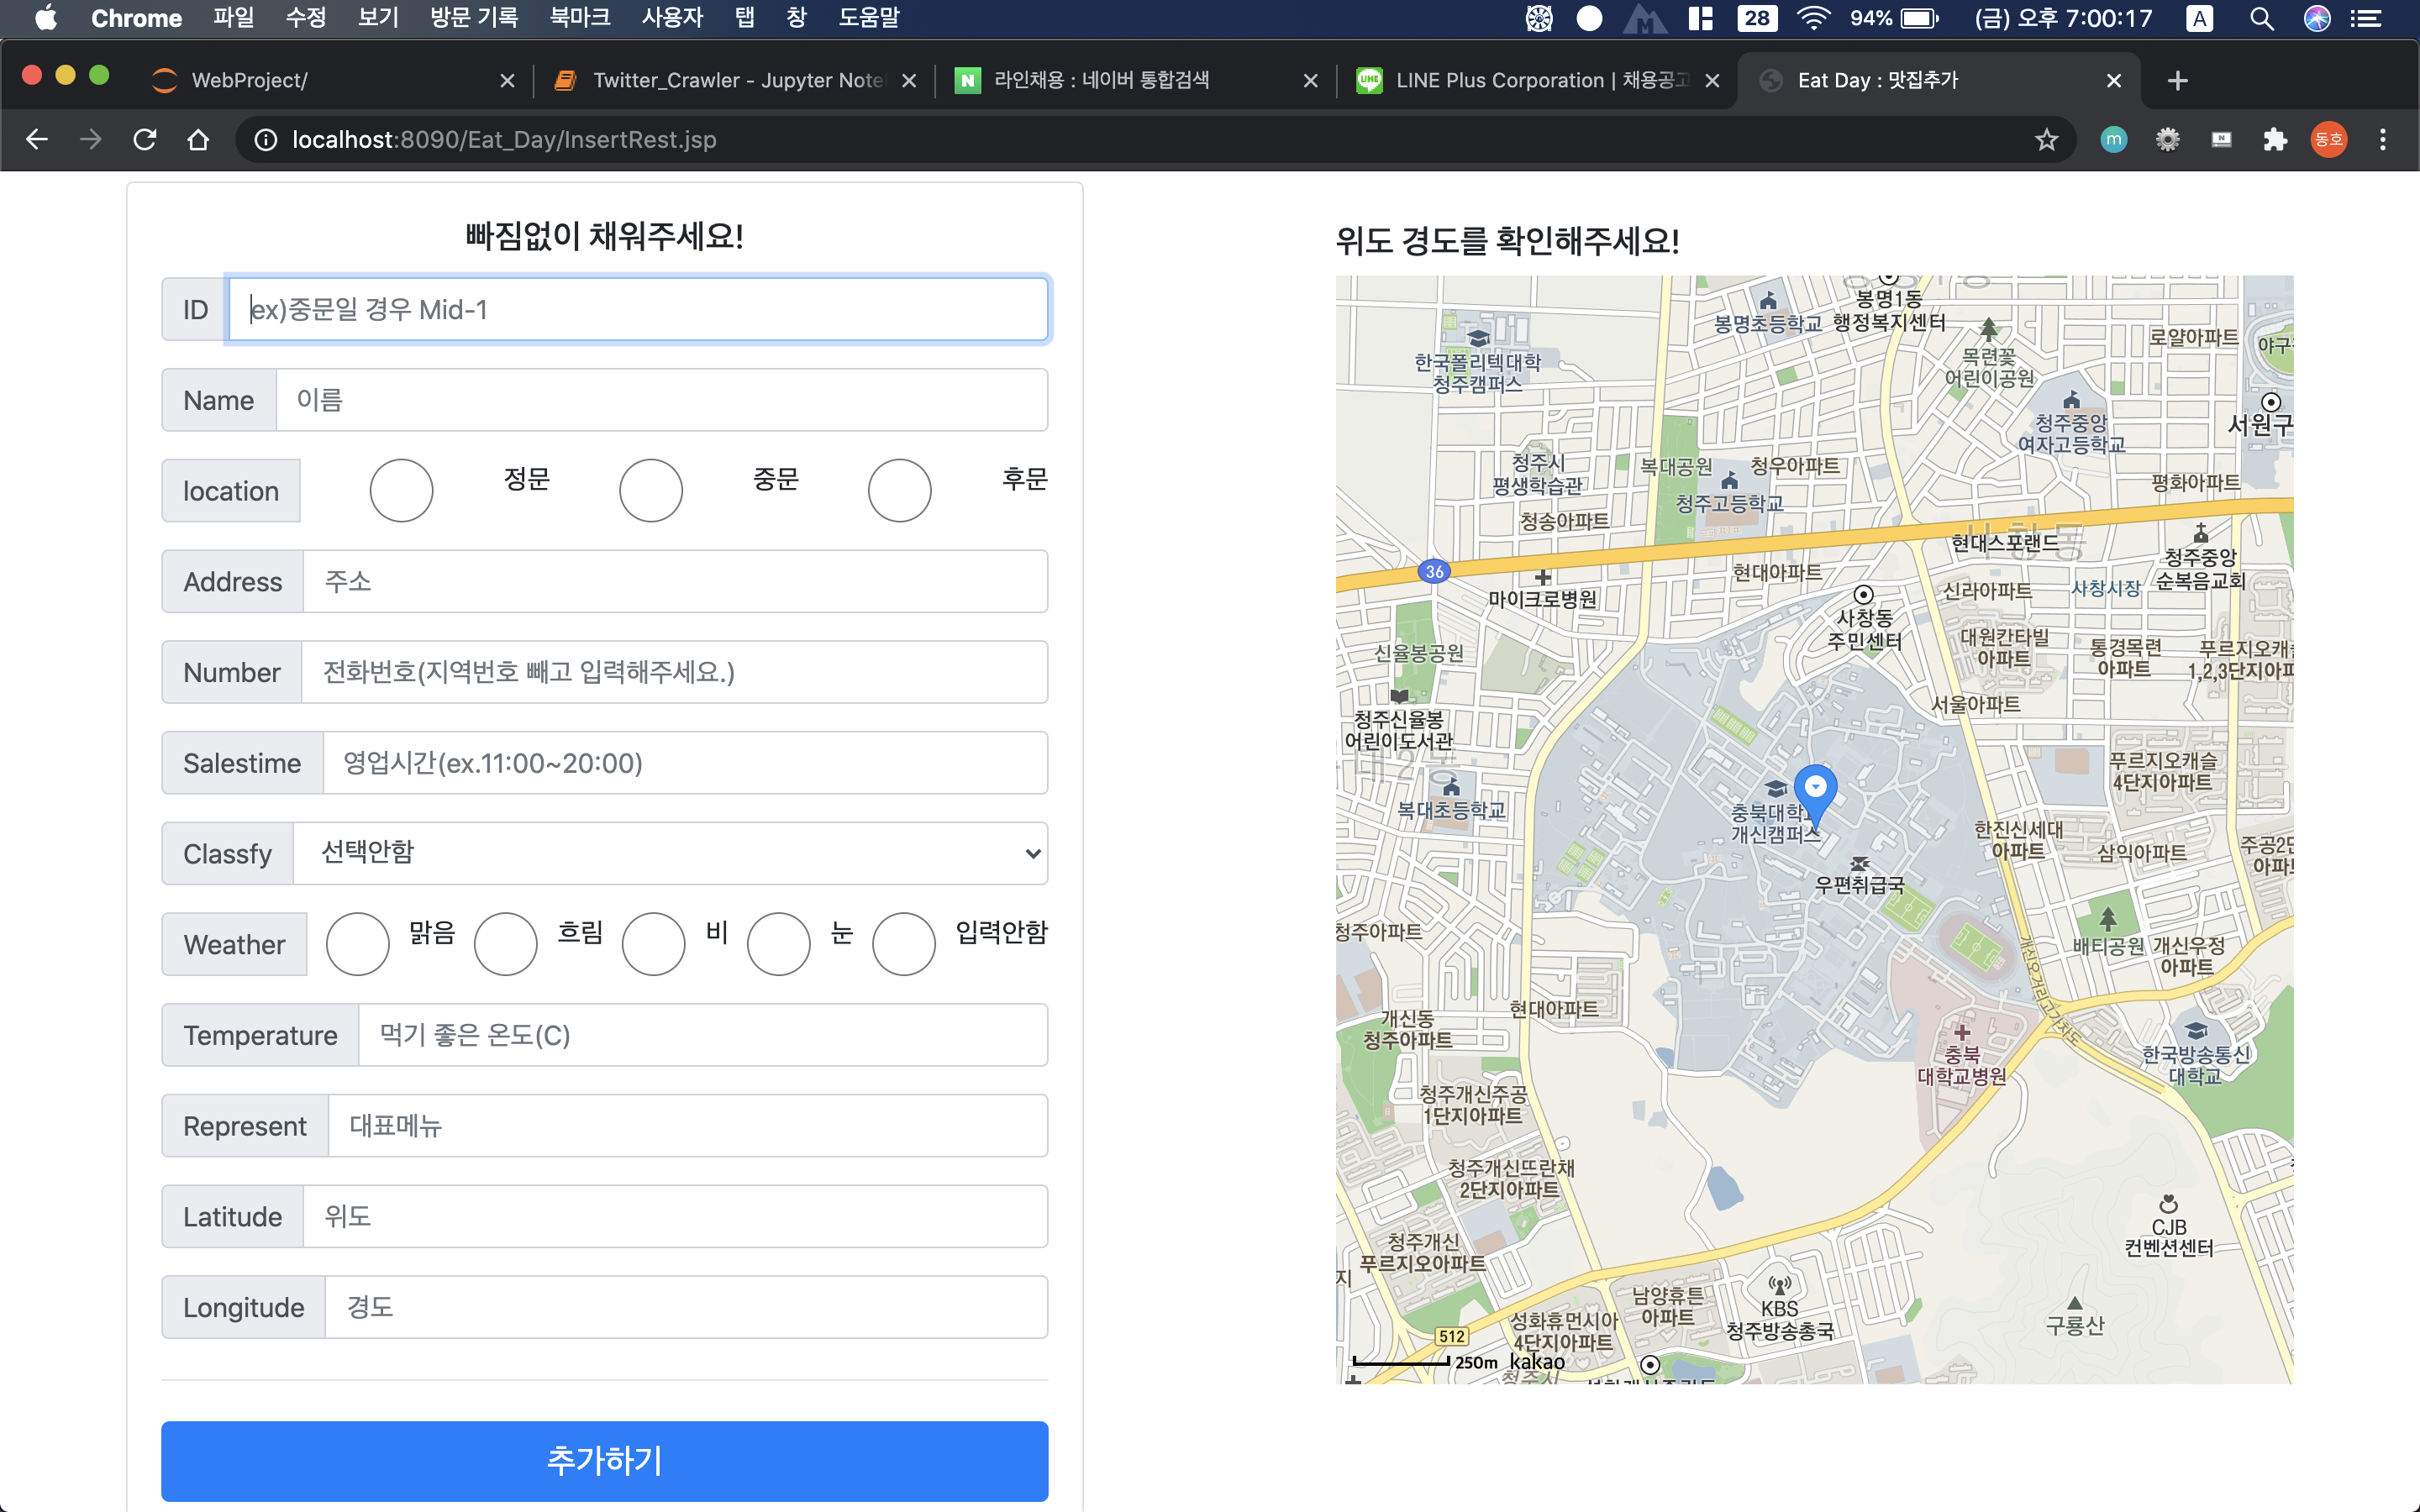 Chrome 파일 수정 보기 방문 기록 북마크 사용자 탭 창 도움말 28 94% (금) 오후 7:00:17 A
WebProject/ Twitter_Crawler - Jupyter Note 라인채용 : 네이버 통합검색 LINE Plus Corporation | 채용공고 Eat Day : 맛집추가
localhost:8090/Eat_Day/InsertRest.jsp m 동호
빠짐없이 채워주세요!
ID ex)중문일 경우 Mid-1
Name 이름
location 정문 중문 후문
Address 주소
Number 전화번호(지역번호 빼고 입력해주세요.)
Salestime 영업시간(ex.11:00~20:00)
Classfy 선택안함
Weather 맑음 흐림 비 눈 입력안함
Temperature 먹기 좋은 온도(C)
Represent 대표메뉴
Latitude 위도
Longitude 경도
추가하기
위도 경도를 확인해주세요!
봉명초등학교
봉명1동
행정복지센터
로얄아파트
한국폴리텍대학
청주캠퍼스
목련꽃
어린이공원
청주중앙
여자고등학교
서원구
청주시
평생학습관
복대공원
청우아파트
청주고등학교
평화아파트
청송아파트
현대스포랜드
청주중앙
순복음교회
36
현대아파트
마이크로병원
사창동
주민센터
신라아파트
사창시장
대원칸타빌
아파트
통경목련
아파트
푸르지오캐
1,2,3단지아파
신율봉공원
서울아파트
청주신율봉
어린이도서관
푸르지오캐슬
4단지아파트
복대초등학교
충북대학교
개신캠퍼스
한진신세대
아파트
삼익아파트
우편취급국
청주아파트
배티공원
개신우정
아파트
개신오거리고가차도
현대아파트
개신동
청주아파트
충북
대학교병원
한국방송통신
대학교
청주개신주공
1단지아파트
청주개신뜨란채
2단지아파트
CJB
컨벤션센터
청주개신
푸르지오아파트
남양휴튼
아파트
KBS
청주방송총국
구룡산
성화휴먼시아
4단지아파트
512
250m kakao